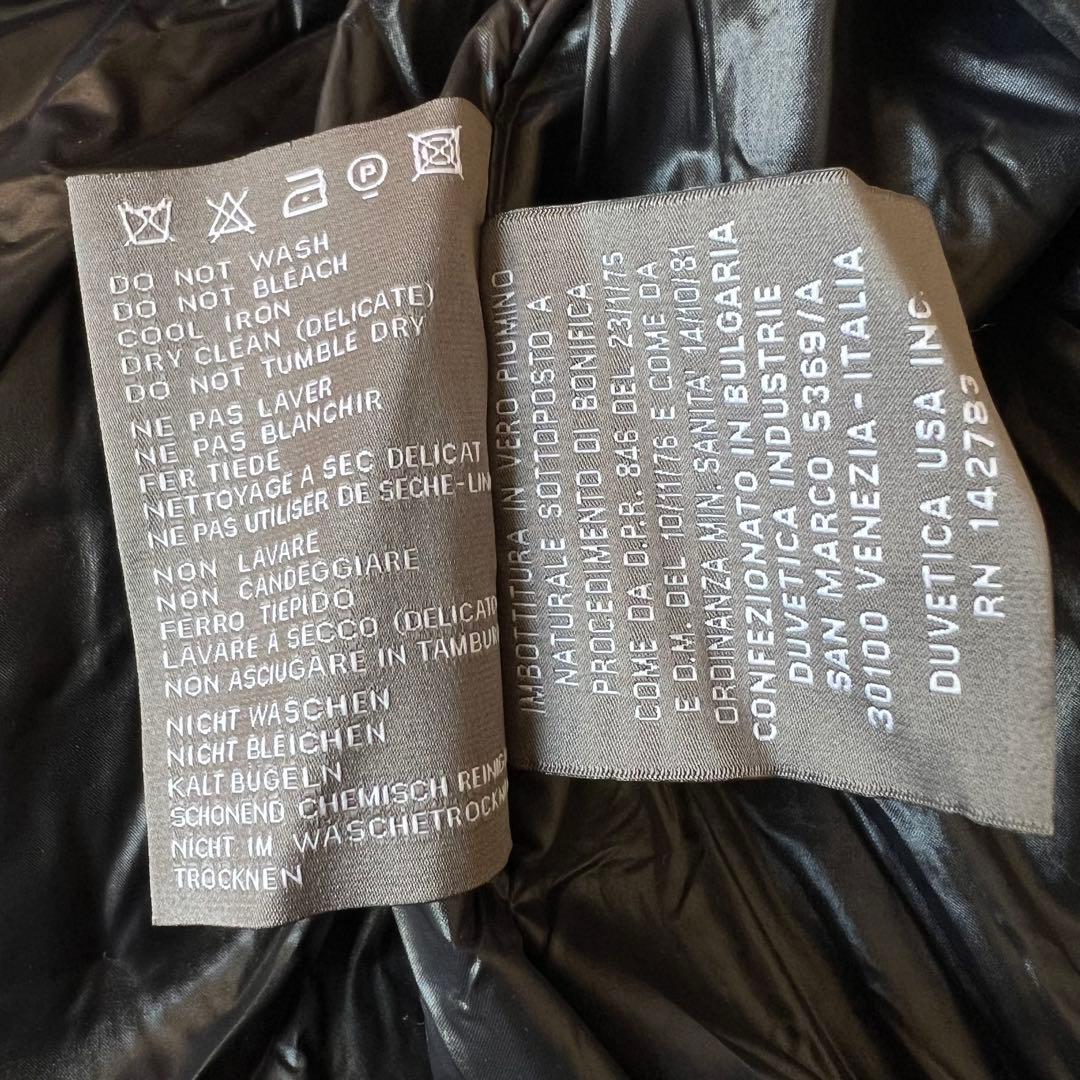 P
DO NOT WASH
DO NOT BLEACH
COOL IRON
DRY CLEAN (DELICATE)
DO NOT TUMBLE DRY
NE PAS LAVER
NE PAS BLANCHIR
FER TIEDE
NETTOYAGE A SEC DELICAT
NE PAS UTILISER DE SECHE-LIN
NON LAVARE
NON CANDEGGIARE
FERRO TIEPIDO
LAVARE A SECCO (DELICATO
NON ASCIUGARE IN TAMBUR
NICHT WASCHEN
NICHT BLEICHEN
KALT BUGELN
SCHONEND CHEMISCH REINIG
NICHT IM WASCHETROCKN
TROCKNEN
IMBOTTITURA IN VERO PIUMINO
NATURALE SOTTOPOSTO A
PROCEDIMENTO DI BONIFICA
COME DA D.P.R. 846 DEL 23/1/75
E D.M. DEL 10/11/76 E COME DA
ORDINANZA MIN. SANITA' 14/10/81
CONFEZIONATO IN BULGARIA
DUVETICA INDUSTRIE
SAN MARCO 5369/A
30100 VENEZIA - ITALIA
DUVETICA USA INC.
RN 142783